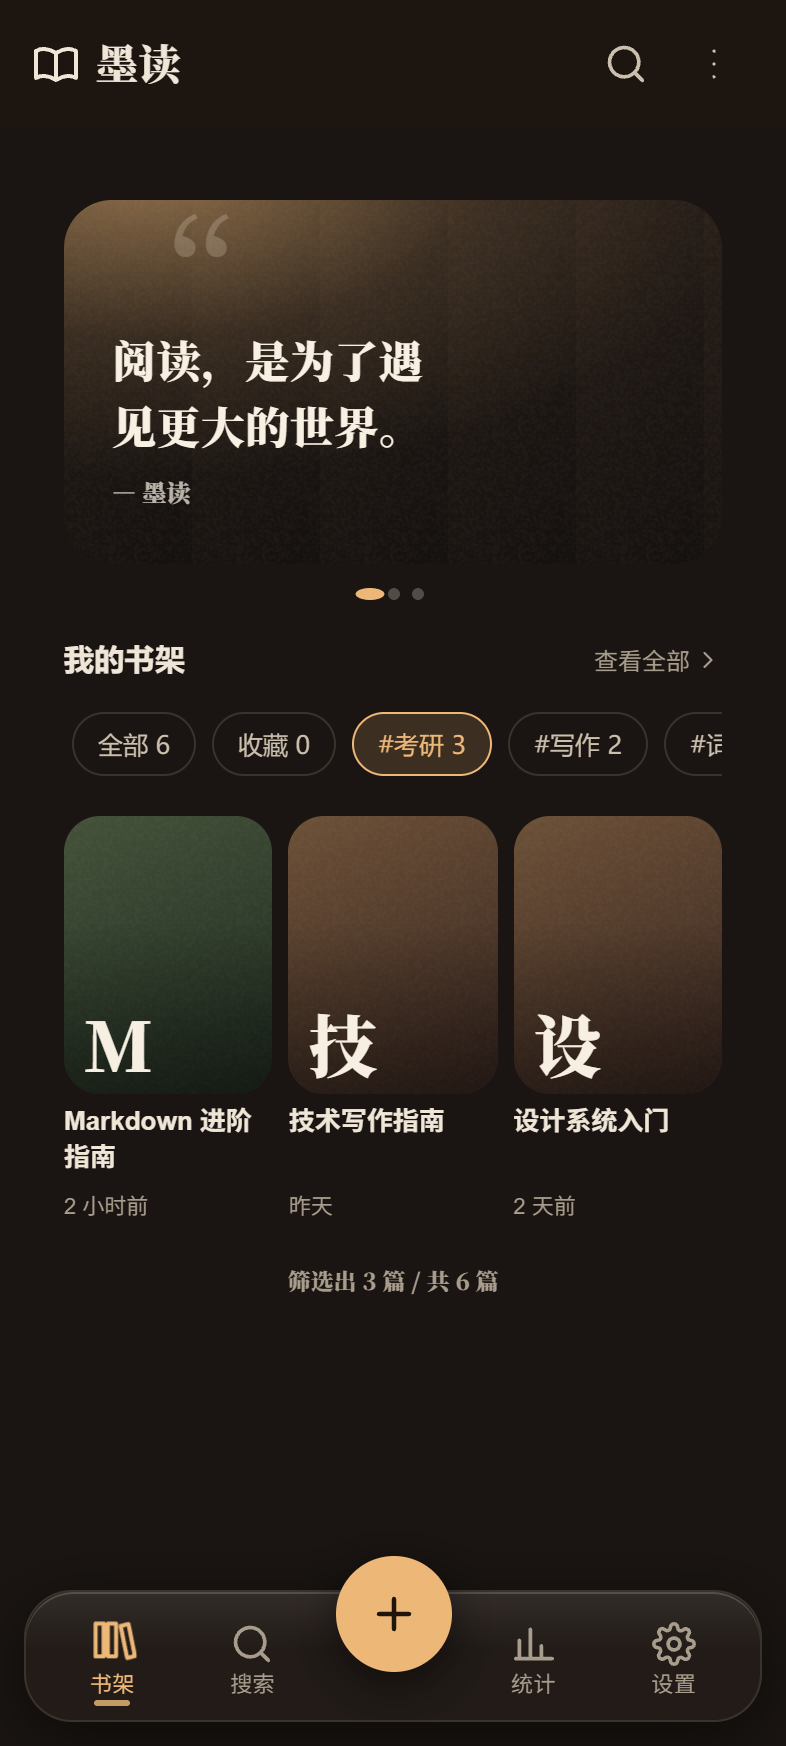 墨读
“
阅读，是为了遇
见更大的世界。
— 墨读
我的书架
查看全部
全部 6
收藏 0
#考研 3
#写作 2
#词
M
技
设
Markdown 进阶
指南
技术写作指南
设计系统入门
2 小时前
昨天
2 天前
筛选出 3 篇 / 共 6 篇
书架
搜索
统计
设置